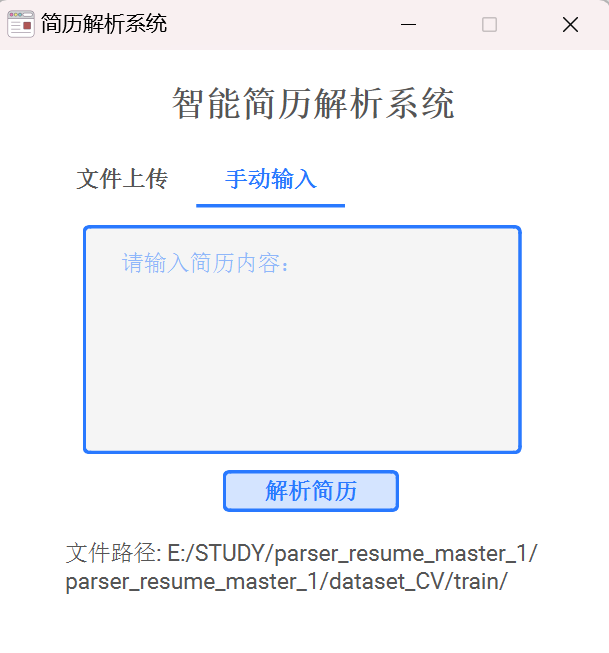 简历解析系统
智能简历解析系统
文件上传 手动输入
请输入简历内容：
解析简历
文件路径: E:/STUDY/parser_resume_master_1/
parser_resume_master_1/dataset_CV/train/